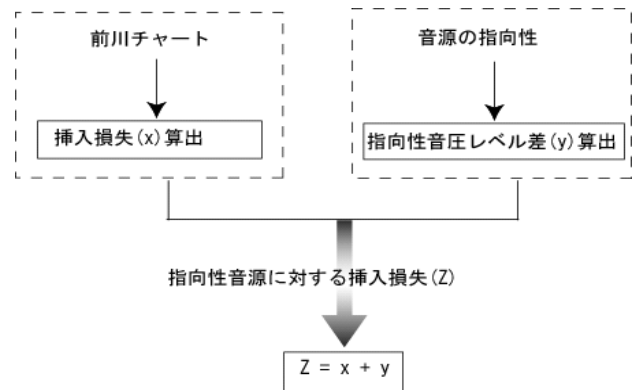 前川チャート
挿入損失(x)算出
音源の指向性
指向性音圧レベル差(y)算出
指向性音源に対する挿入損失(Z)
Z = x + y